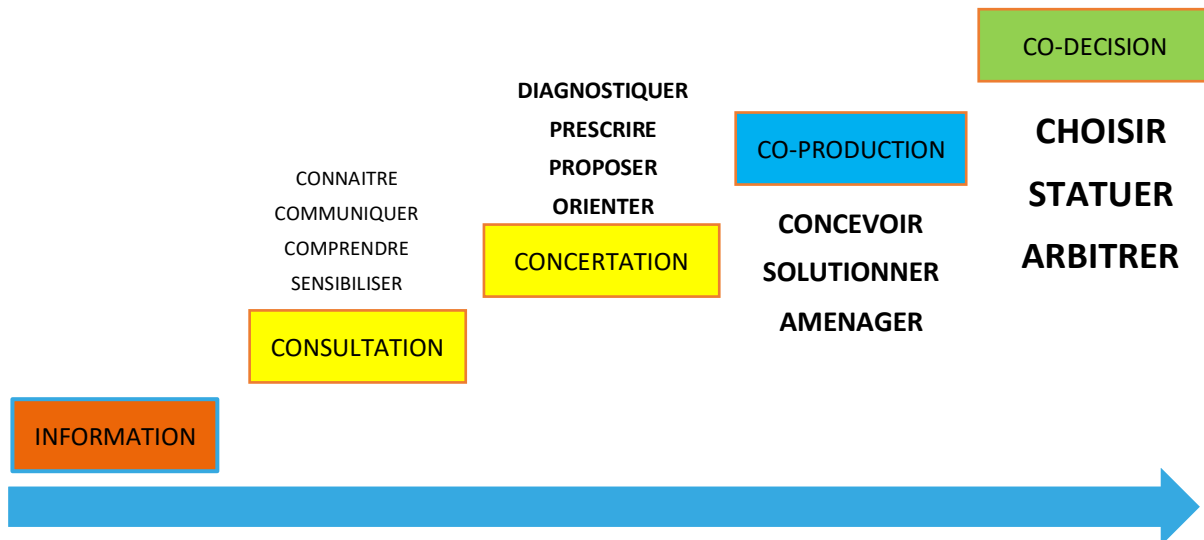 INFORMATION
CONNAITRE
COMMUNIQUER
COMPRENDRE
SENSIBILISER
CONSULTATION
DIAGNOSTIQUER
PRESCRIRE
PROPOSER
ORIENTER
CONCERTATION
CO-PRODUCTION
CONCEVOIR
SOLUTIONNER
AMENAGER
CO-DECISION
CHOISIR
STATUER
ARBITRER